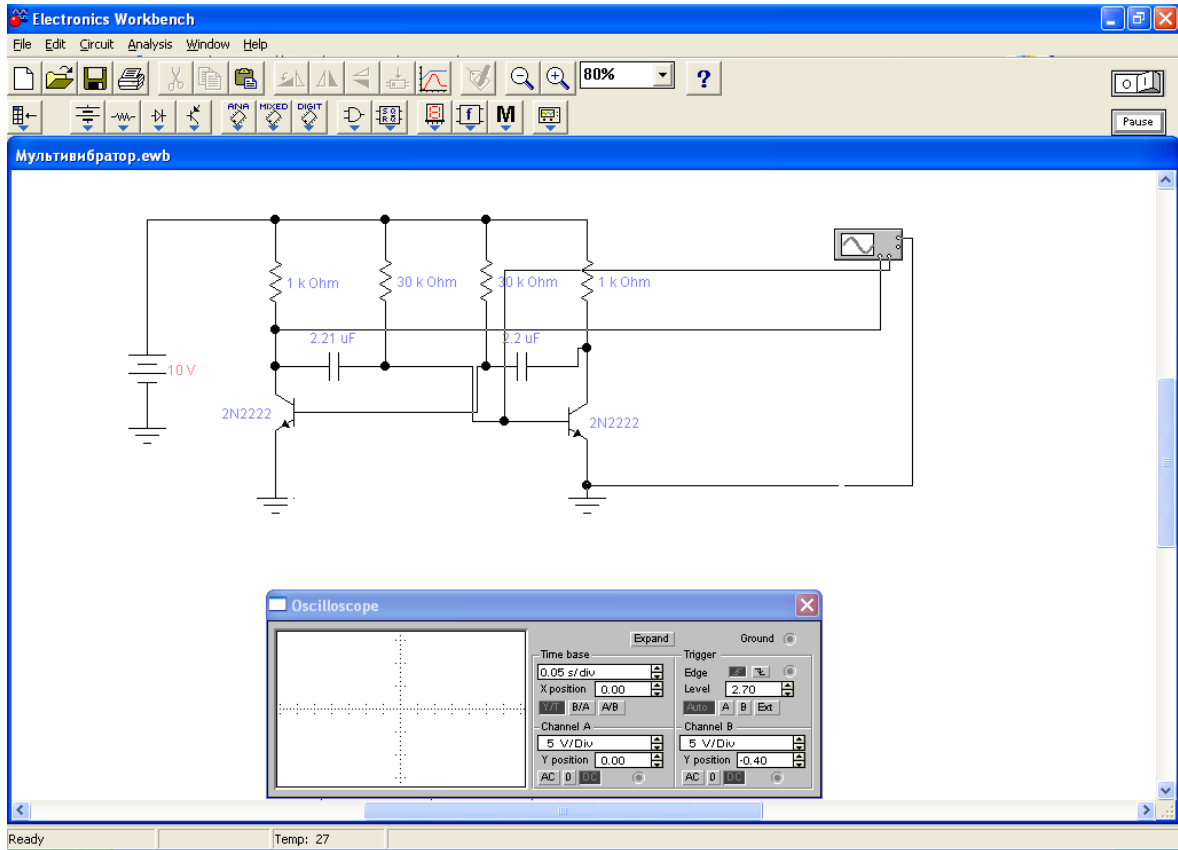 Electronics Workbench
File Edit Circuit Analysis Window Help
80%
?
ANA MIXED DIGIT
M
Pause
Мультивибратор.ewb
1 k Ohm 30 k Ohm 30 k Ohm 1 k Ohm
2.21 uF 2.2 uF
10 V
2N2222 2N2222
Oscilloscope
Expand Ground
Time base Trigger
0.05 s/div Edge
X position 0.00 Level 2.70
Y/T B/A A/B Auto A B Ext
Channel A Channel B
5 V/Div 5 V/Div
Y position 0.00 Y position -0.40
AC 0 DC AC 0 DC
Ready Temp: 27